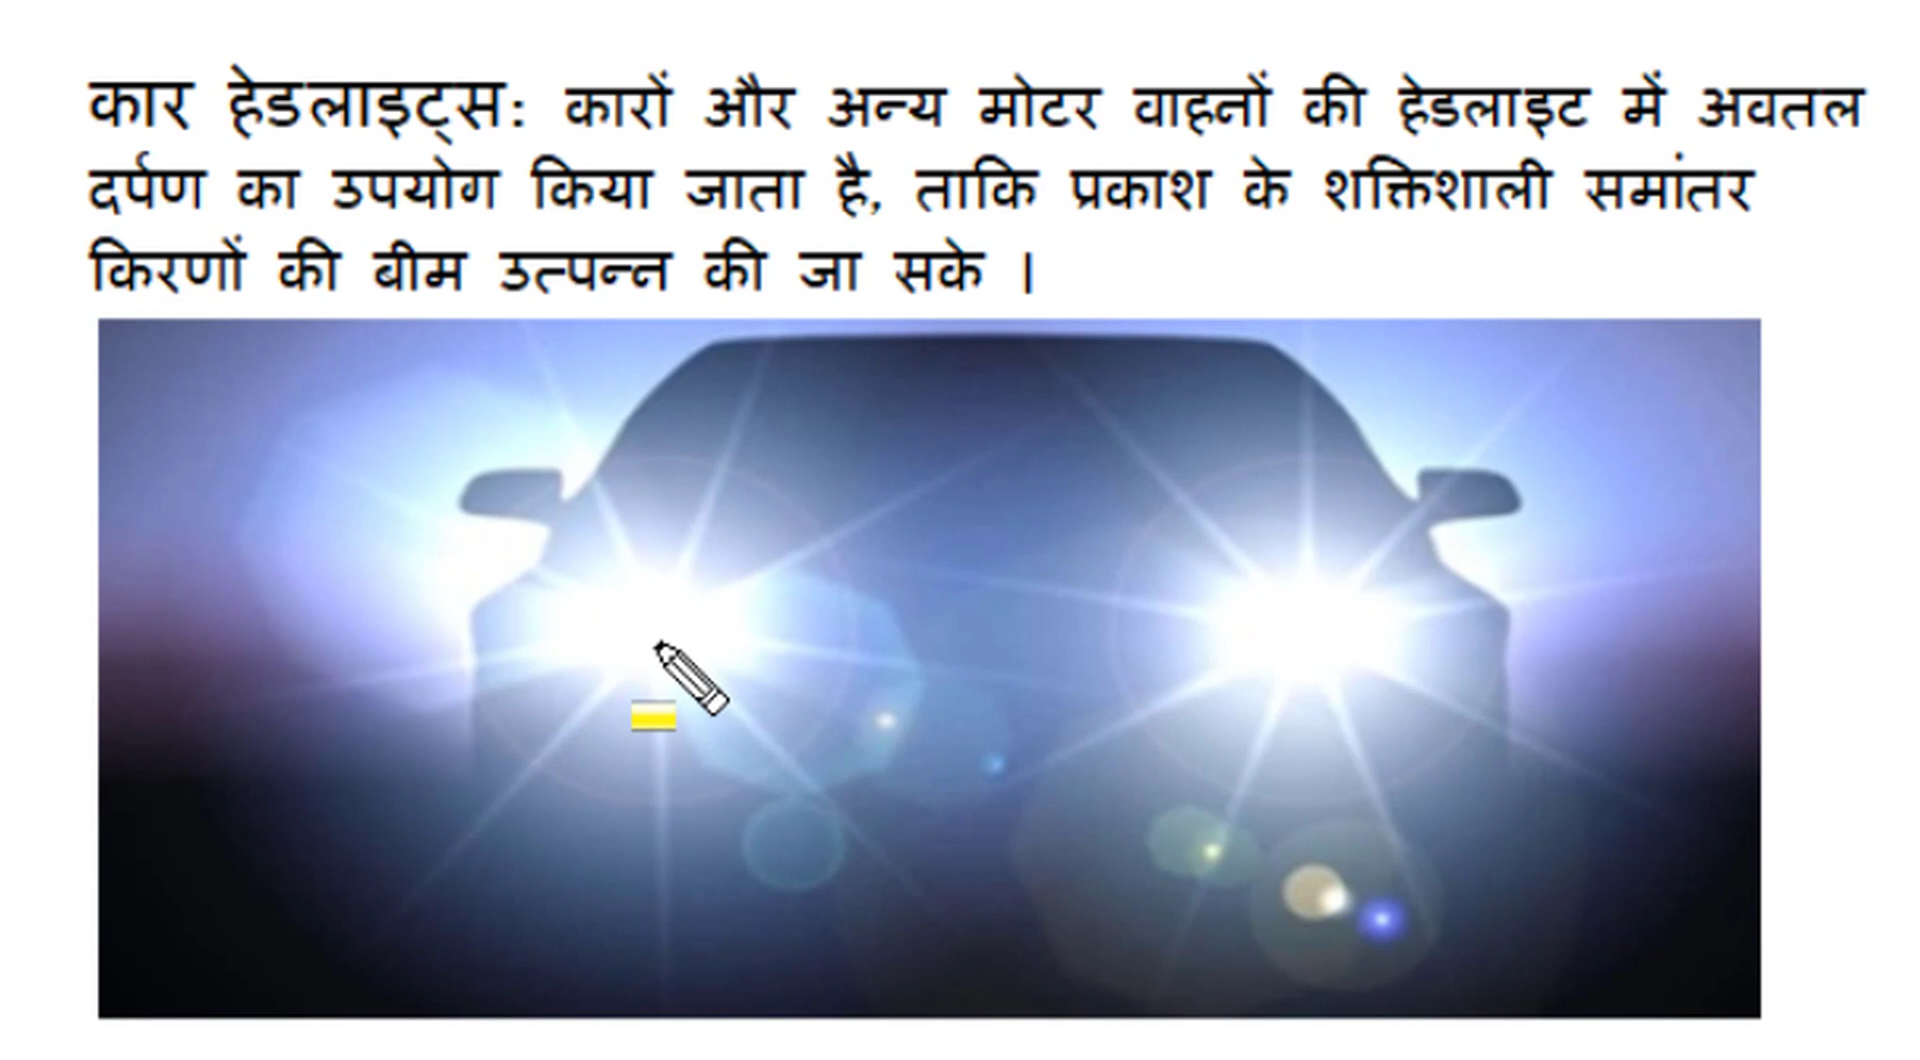 कार हेडलाइट्स: कारों और अन्य मोटर वाहनों की हेडलाइट में अवतल
दर्पण का उपयोग किया जाता है, ताकि प्रकाश के शक्तिशाली समांतर
किरणों की बीम उत्पन्न की जा सके ।